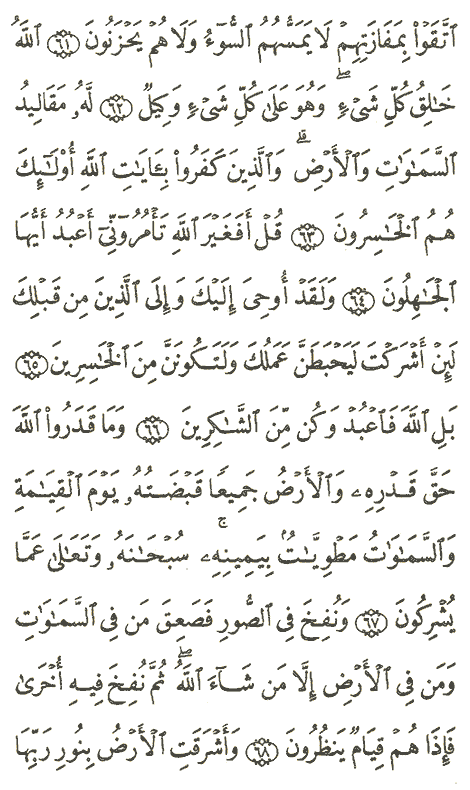 ٱتَّقَوۡاْ بِمَفَازَتِهِمۡ لَا يَمَسُّهُمُ ٱلسُّوٓءُ وَلَا هُمۡ يَحۡزَنُونَ ٦١ ٱللَّهُ
خَٰلِقُ كُلِّ شَيۡءٖۖ وَهُوَ عَلَىٰ كُلِّ شَيۡءٖ وَكِيلٞ ٦٢ لَّهُۥ مَقَالِيدُ
ٱلسَّمَٰوَٰتِ وَٱلۡأَرۡضِۗ وَٱلَّذِينَ كَفَرُواْ بِـَٔايَٰتِ ٱللَّهِ أُوْلَٰٓئِكَ
هُمُ ٱلۡخَٰسِرُونَ ٦٣ قُلۡ أَفَغَيۡرَ ٱللَّهِ تَأۡمُرُوٓنِّيٓ أَعۡبُدُ أَيُّهَا
ٱلۡجَٰهِلُونَ ٦٤ وَلَقَدۡ أُوحِيَ إِلَيۡكَ وَإِلَى ٱلَّذِينَ مِن قَبۡلِكَ
لَئِنۡ أَشۡرَكۡتَ لَيَحۡبَطَنَّ عَمَلُكَ وَلَتَكُونَنَّ مِنَ ٱلۡخَٰسِرِينَ ٦٥
بَلِ ٱللَّهَ فَٱعۡبُدۡ وَكُن مِّنَ ٱلشَّٰكِرِينَ ٦٦ وَمَا قَدَرُواْ ٱللَّهَ
حَقَّ قَدۡرِهِۦ وَٱلۡأَرۡضُ جَمِيعٗا قَبۡضَتُهُۥ يَوۡمَ ٱلۡقِيَٰمَةِ
وَٱلسَّمَٰوَٰتُ مَطۡوِيَّٰتُۢ بِيَمِينِهِۦۚ سُبۡحَٰنَهُۥ وَتَعَٰلَىٰ عَمَّا
يُشۡرِكُونَ ٦٧ وَنُفِخَ فِي ٱلصُّورِ فَصَعِقَ مَن فِي ٱلسَّمَٰوَٰتِ
وَمَن فِي ٱلۡأَرۡضِ إِلَّا مَن شَآءَ ٱللَّهُۖ ثُمَّ نُفِخَ فِيهِ أُخۡرَىٰ
فَإِذَا هُمۡ قِيَامٞ يَنظُرُونَ ٦٨ وَأَشۡرَقَتِ ٱلۡأَرۡضُ بِنُورِ رَبِّهَا